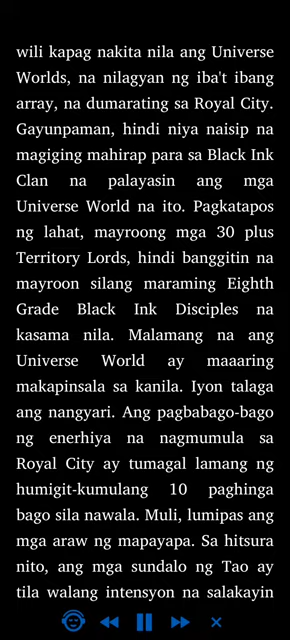 wili kapag nakita nila ang Universe
Worlds, na nilagyan ng iba't ibang
array, na dumarating sa Royal City.
Gayunpaman, hindi niya naisip na
magiging mahirap para sa Black Ink
Clan na palayasin ang mga
Universe World na ito. Pagkatapos
ng lahat, mayroong mga 30 plus
Territory Lords, hindi banggitin na
mayroon silang maraming Eighth
Grade Black Ink Disciples na
kasama nila. Malamang na ang
Universe World ay maaaring
makapinsala sa kanila. Iyon talaga
ang nangyari. Ang pagbabago-bago
ng enerhiya na nagmumula sa
Royal City ay tumagal lamang ng
humigit-kumulang 10 paghinga
bago sila nawala. Muli, lumipas ang
mga araw ng mapayapa. Sa hitsura
nito, ang mga sundalo ng Tao ay
tila walang intensyon na salakayin